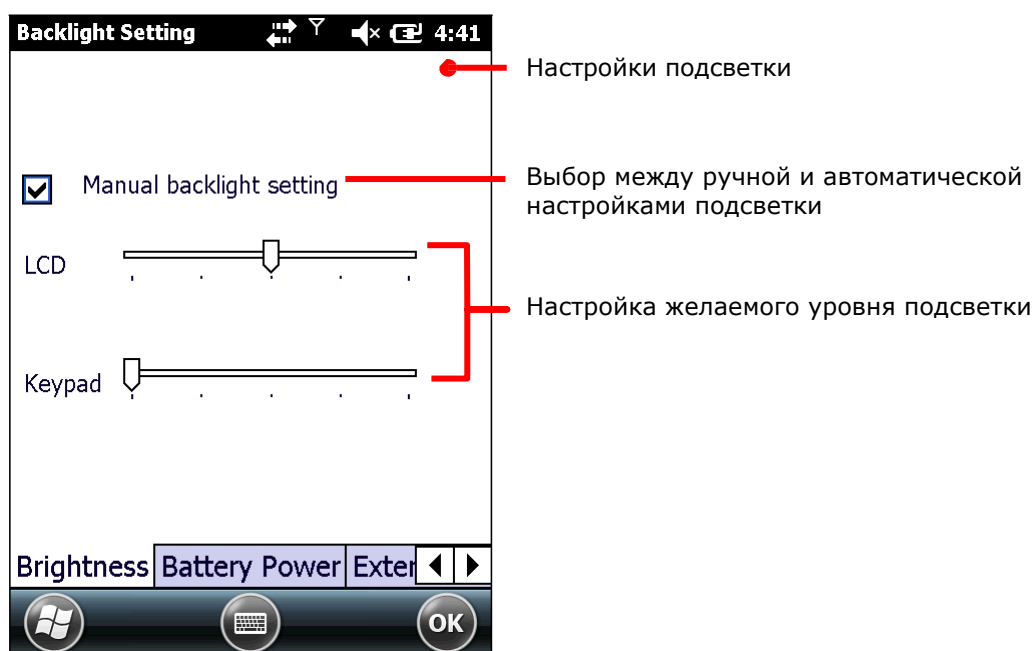 Backlight Setting 4:41
Настройки подсветки
Manual backlight setting
Выбор между ручной и автоматической
настройками подсветки
LCD
Настройка желаемого уровня подсветки
Keypad
Brightness Battery Power Exter
OK